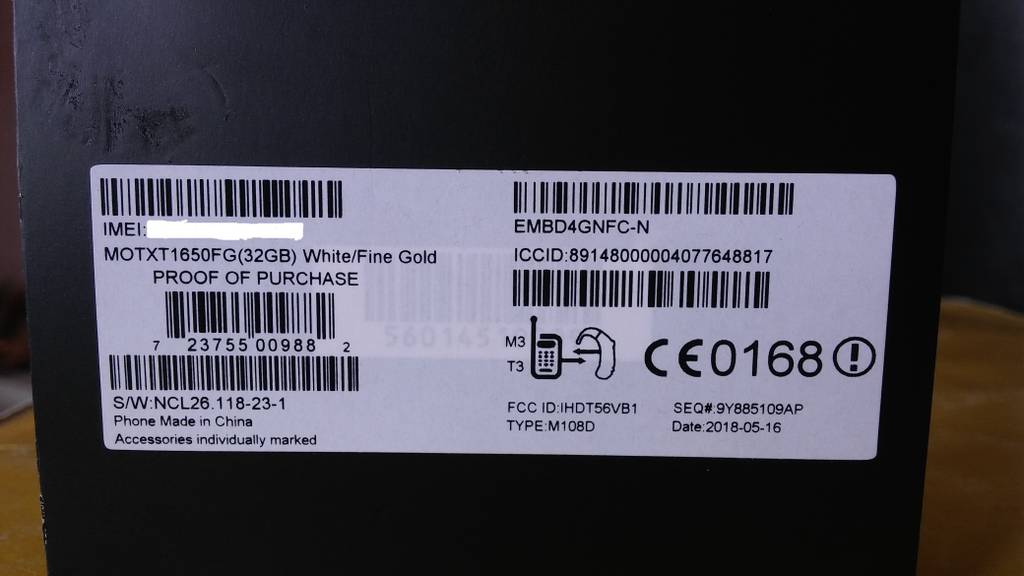 IMEI:
MOTXT1650FG(32GB) White/Fine Gold
PROOF OF PURCHASE
7 23755 00988 2
S/W:NCL26.118-23-1
Phone Made in China
Accessories individually marked
EMBD4GNFC-N
ICCID:89148000004077648817
M3
T3
CE0168
FCC ID:IHDT56VB1 SEQ#:9Y885109AP
TYPE:M108D Date:2018-05-16